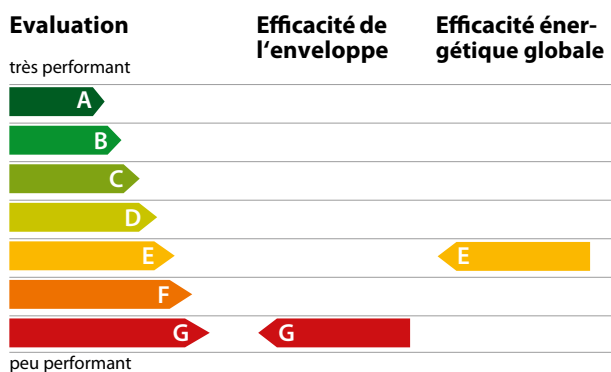 Evaluation
Efficacité de
l‘enveloppe
Efficacité éner-
gétique globale
très performant
A
B
C
D
E
E
F
G
G
peu performant